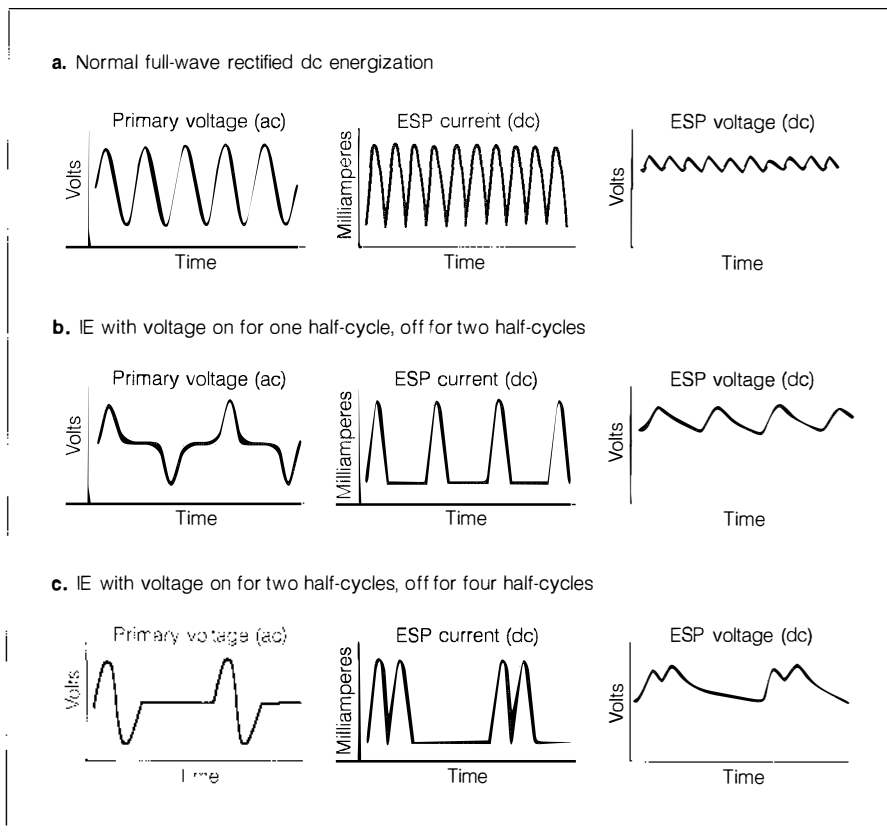 a. Normal full-wave rectified dc energization
Primary voltage (ac)
ESP current (dc)
ESP voltage (dc)
Volts
Milliamperes
Volts
Time
Time
Time
b. IE with voltage on for one half-cycle, off for two half-cycles
Primary voltage (ac)
ESP current (dc)
ESP voltage (dc)
Volts
Milliamperes
Volts
Time
Time
Time
c. IE with voltage on for two half-cycles, off for four half-cycles
Primary voltage (ac)
ESP current (dc)
ESP voltage (dc)
Volts
Milliamperes
Volts
Time
Time
Time